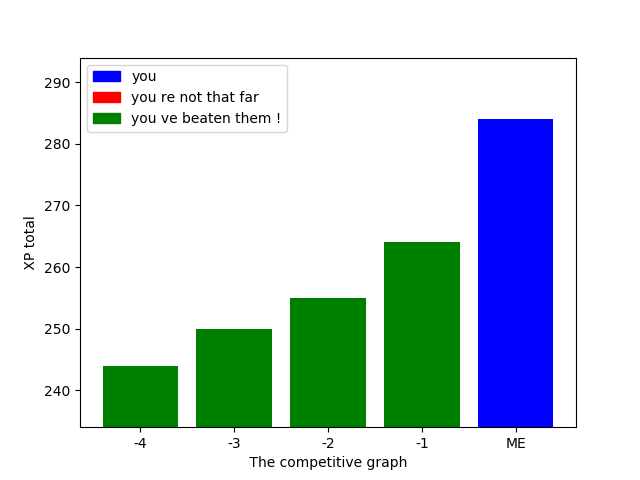 you
you re not that far
you ve beaten them !
290
280
270
260
250
240
XP total
-4 -3 -2 -1 ME
The competitive graph